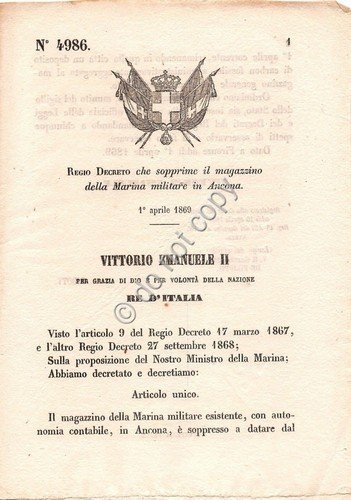 N° 4986.
1
REGIO DECRETO che sopprime il magazzino
della Marina militare in Ancona.
1° aprile 1869
VITTORIO EMANUELE II
PER GRAZIA DI DIO E PER VOLONTÀ DELLA NAZIONE
RE D'ITALIA
Visto l'articolo 9 del Regio Decreto 17 marzo 1867,
e l'altro Regio Decreto 27 settembre 1868;
Sulla proposizione del Nostro Ministro della Marina;
Abbiamo decretato e decretiamo:
Articolo unico.
Il magazzino della Marina militare esistente, con auto-
nomia contabile, in Ancona, è soppresso a datare dal
do not copy